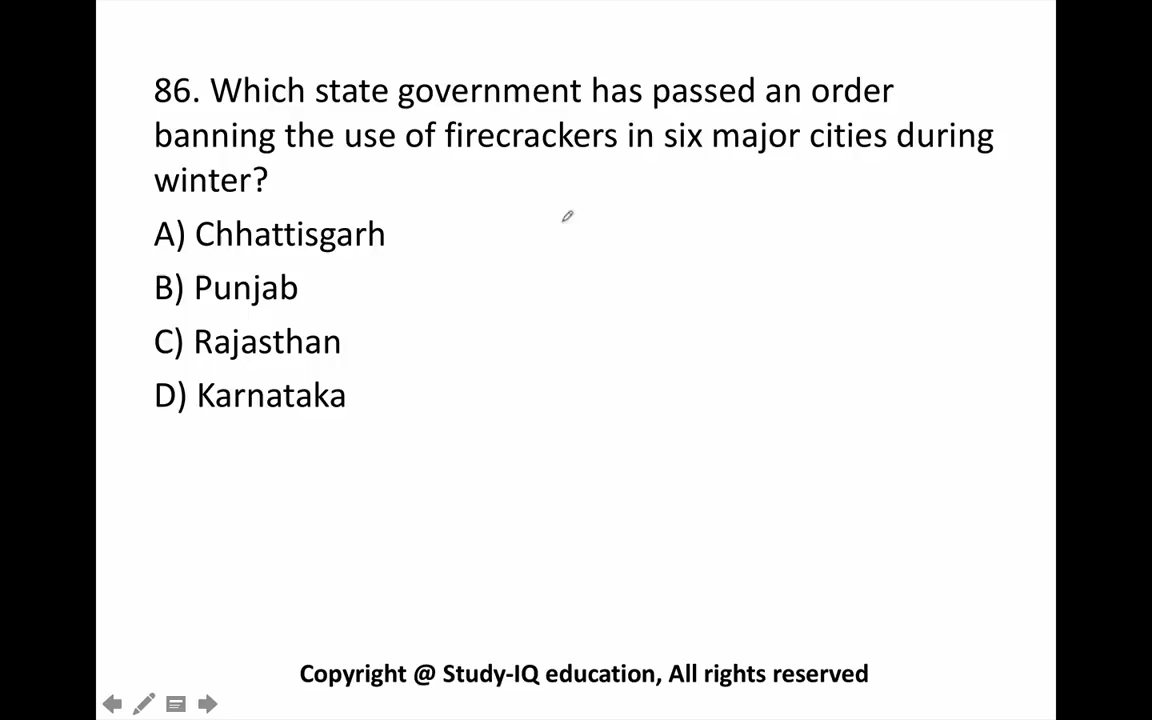 86. Which state government has passed an order
banning the use of firecrackers in six major cities during
winter?
A) Chhattisgarh
B) Punjab
C) Rajasthan
D) Karnataka
Copyright @ Study-IQ education, All rights reserved